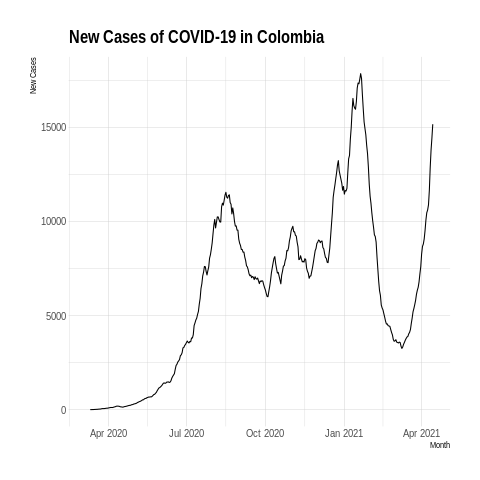 New Cases of COVID-19 in Colombia
New Cases
15000
10000
5000
0
Apr 2020 Jul 2020 Oct 2020 Jan 2021 Apr 2021
Month